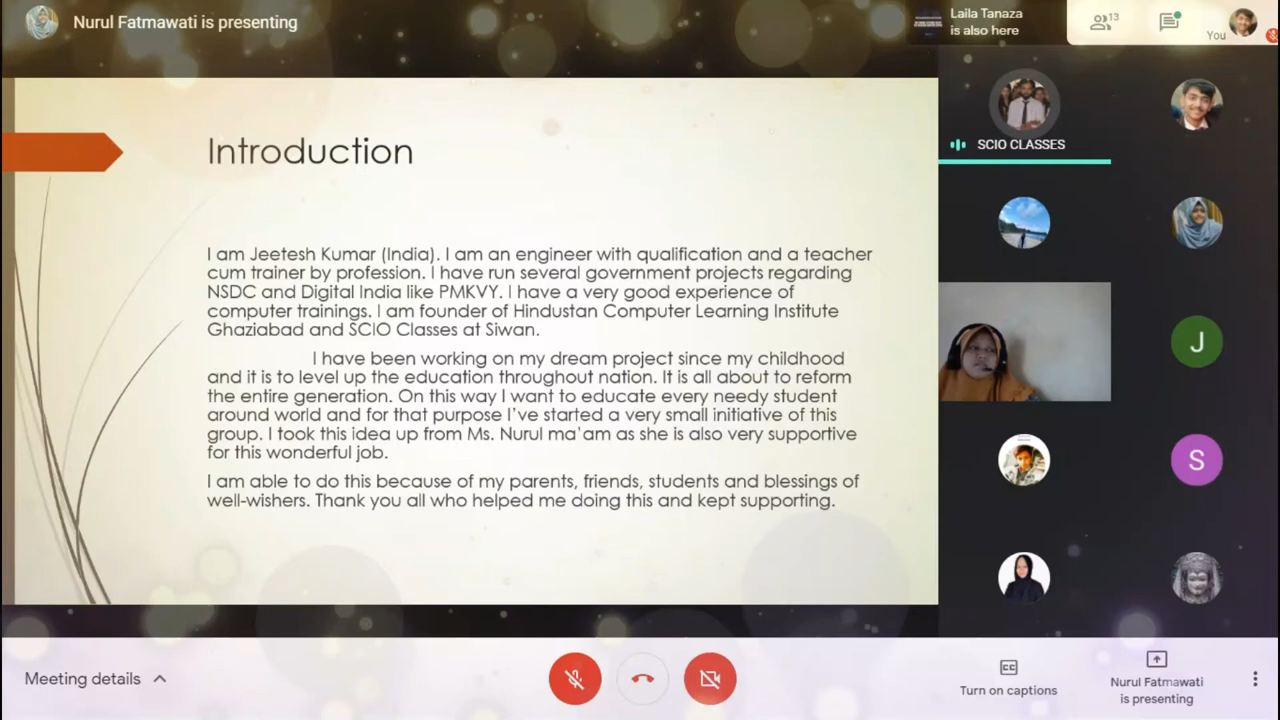 Nurul Fatmawati is presenting
Laila Tanaza
is also here
13
You
Introduction
I am Jeetesh Kumar (India). I am an engineer with qualification and a teacher
cum trainer by profession. I have run several government projects regarding
NSDC and Digital India like PMKVY. I have a very good experience of
computer trainings. I am founder of Hindustan Computer Learning Institute
Ghaziabad and SCIO Classes at Siwan.
I have been working on my dream project since my childhood
and it is to level up the education throughout nation. It is all about to reform
the entire generation. On this way I want to educate every needy student
around world and for that purpose I've started a very small initiative of this
group. I took this idea up from Ms. Nurul ma'am as she is also very supportive
for this wonderful job.
I am able to do this because of my parents, friends, students and blessings of
well-wishers. Thank you all who helped me doing this and kept supporting.
SCIO CLASSES
J
S
Meeting details
CC
Turn on captions
Nurul Fatmawati
is presenting